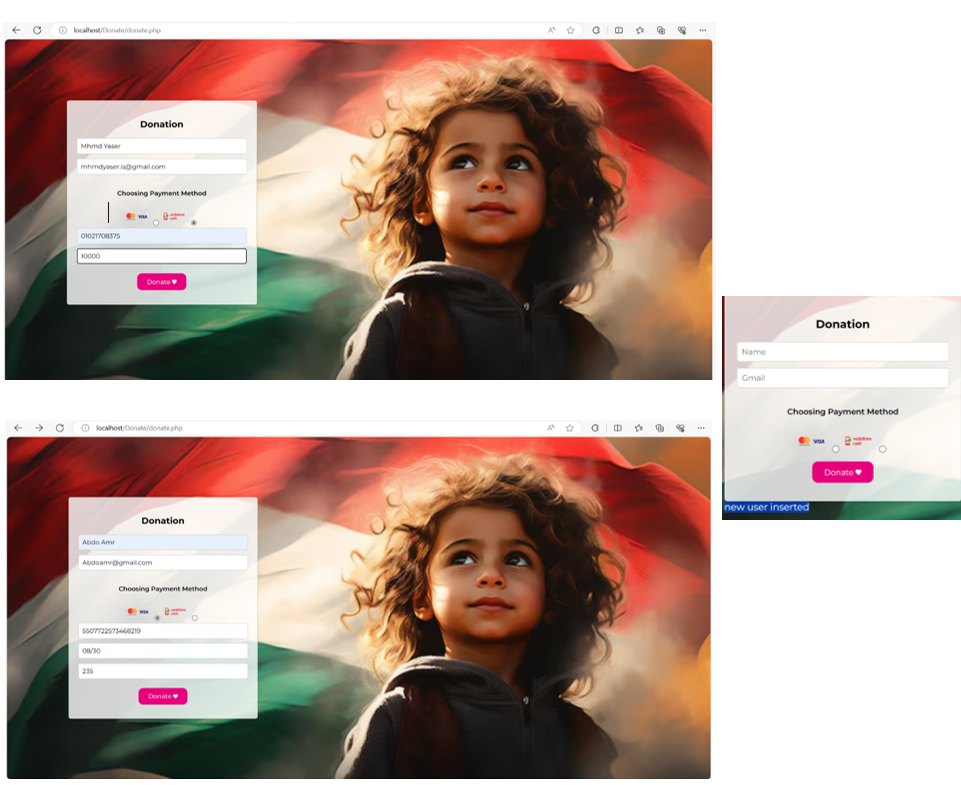 localhost/Donate/donate.php
Donation
Mhmd Yaser
mhmdyaser.is@gmail.com
Choosing Payment Method
VISA
vodafone
cash
01021708375
10000
Donate
Donation
Name
Gmail
Choosing Payment Method
VISA
vodafone
cash
Donate
new user inserted
localhost/Donate/donate.php
Donation
Abdo Amr
Abdoamr@gmail.com
Choosing Payment Method
VISA
vodafone
cash
5507722573468219
08/30
235
Donate